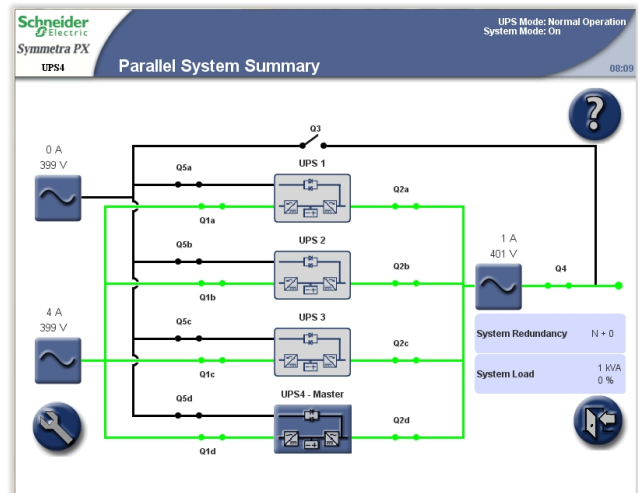 Schneider
Electric
Symmetra PX
UPS4
Parallel System Summary
UPS Mode: Normal Operation
System Mode: On
08:09
?
Q3
0 A
399 V
Q5a
UPS 1
Q2a
Q1a
Q5b
UPS 2
Q2b
Q1b
1 A
401 V
Q4
4 A
399 V
Q5c
UPS 3
Q2c
Q1c
System Redundancy N + 0
System Load 1 kVA
0 %
Q5d
UPS4 - Master
Q2d
Q1d